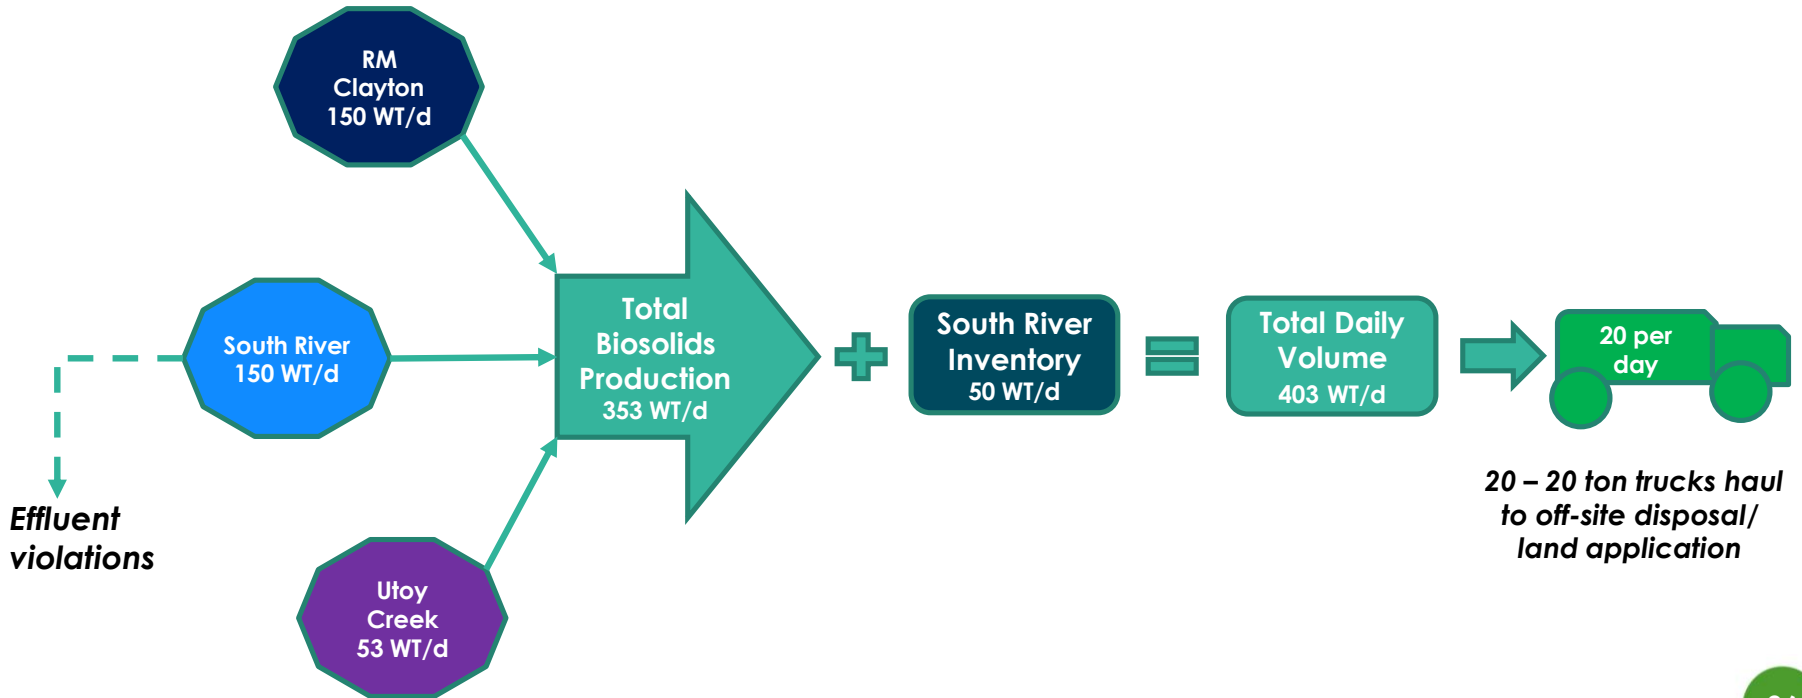 RM
Clayton
150 WT/d
South River
150 WT/d
Effluent
violations
Utoy
Creek
53 WT/d
Total
Biosolids
Production
353 WT/d
South River
Inventory
50 WT/d
Total Daily
Volume
403 WT/d
20 per
day
20 – 20 ton trucks haul
to off-site disposal/
land application